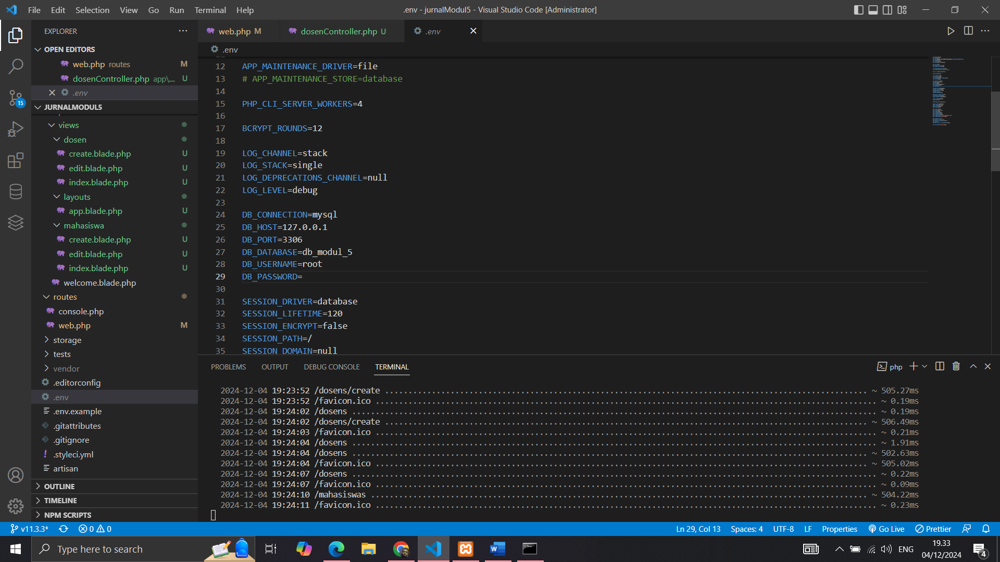 File Edit Selection View Go Run Terminal Help
.env - jurnalModul5 - Visual Studio Code [Administrator]
EXPLORER
OPEN EDITORS
web.php routes M
dosenController.php app\... U
.env
JURNALMODUL5
views
dosen
create.blade.php U
edit.blade.php U
index.blade.php U
layouts
app.blade.php U
mahasiswa
create.blade.php U
edit.blade.php U
index.blade.php U
welcome.blade.php
routes
console.php
web.php M
storage
tests
vendor
.editorconfig
.env
.env.example
.gitattributes
.gitignore
.styleci.yml
artisan
OUTLINE
TIMELINE
NPM SCRIPTS
15
web.php M
dosenController.php U
.env
.env
12 APP_MAINTENANCE_DRIVER=file
13 # APP_MAINTENANCE_STORE=database
14
15 PHP_CLI_SERVER_WORKERS=4
16
17 BCRYPT_ROUNDS=12
18
19 LOG_CHANNEL=stack
20 LOG_STACK=single
21 LOG_DEPRECATIONS_CHANNEL=null
22 LOG_LEVEL=debug
23
24 DB_CONNECTION=mysql
25 DB_HOST=127.0.0.1
26 DB_PORT=3306
27 DB_DATABASE=db_modul_5
28 DB_USERNAME=root
29 DB_PASSWORD=
30
31 SESSION_DRIVER=database
32 SESSION_LIFETIME=120
33 SESSION_ENCRYPT=false
34 SESSION_PATH=/
35 SESSION_DOMAIN=null
PROBLEMS OUTPUT DEBUG CONSOLE TERMINAL
php
2024-12-04 19:23:52 /dosens/create ........ ~ 505.27ms
2024-12-04 19:23:52 /favicon.ico ........ ~ 0.19ms
2024-12-04 19:24:02 /dosens ........ ~ 0.19ms
2024-12-04 19:24:02 /dosens/create ........ ~ 506.49ms
2024-12-04 19:24:03 /favicon.ico ........ ~ 0.21ms
2024-12-04 19:24:04 /dosens ........ ~ 1.91ms
2024-12-04 19:24:04 /dosens ........ ~ 502.63ms
2024-12-04 19:24:04 /favicon.ico ........ ~ 505.02ms
2024-12-04 19:24:07 /dosens ........ ~ 0.22ms
2024-12-04 19:24:07 /favicon.ico ........ ~ 0.09ms
2024-12-04 19:24:10 /mahasiswas ........ ~ 504.22ms
2024-12-04 19:24:11 /favicon.ico ........ ~ 0.23ms
v11.3.3* 0 0
Ln 29, Col 13 Spaces: 4 UTF-8 LF Properties Go Live Prettier
Type here to search
ENG
19.33
04/12/2024
4